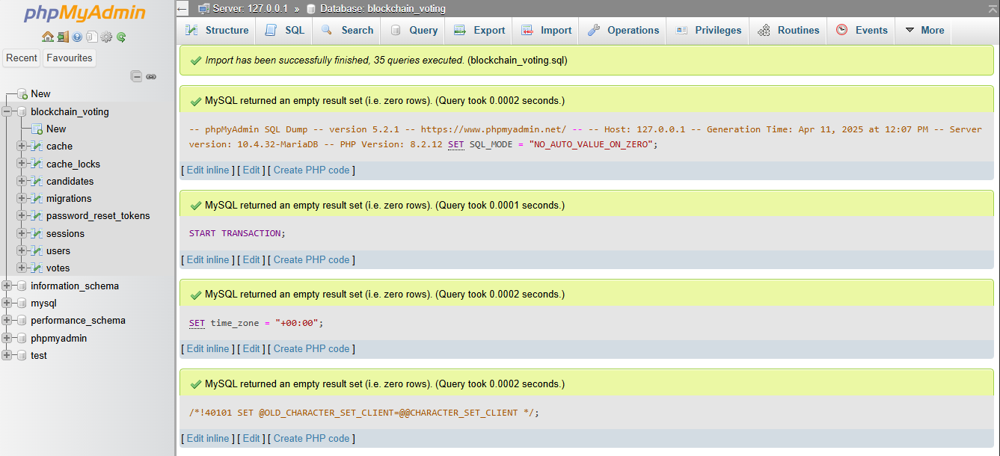 phpMyAdmin
Recent Favourites
New
blockchain_voting
New
cache
cache_locks
candidates
migrations
password_reset_tokens
sessions
users
votes
information_schema
mysql
performance_schema
phpmyadmin
test
Server: 127.0.0.1 » Database: blockchain_voting
Structure SQL Search Query Export Import Operations Privileges Routines Events More
Import has been successfully finished, 35 queries executed. (blockchain_voting.sql)
MySQL returned an empty result set (i.e. zero rows). (Query took 0.0002 seconds.)
-- phpMyAdmin SQL Dump -- version 5.2.1 -- https://www.phpmyadmin.net/ -- -- Host: 127.0.0.1 -- Generation Time: Apr 11, 2025 at 12:07 PM -- Server
version: 10.4.32-MariaDB -- PHP Version: 8.2.12 SET SQL_MODE = "NO_AUTO_VALUE_ON_ZERO";
[ Edit inline ] [ Edit ] [ Create PHP code ]
MySQL returned an empty result set (i.e. zero rows). (Query took 0.0001 seconds.)
START TRANSACTION;
[ Edit inline ] [ Edit ] [ Create PHP code ]
MySQL returned an empty result set (i.e. zero rows). (Query took 0.0002 seconds.)
SET time_zone = "+00:00";
[ Edit inline ] [ Edit ] [ Create PHP code ]
MySQL returned an empty result set (i.e. zero rows). (Query took 0.0002 seconds.)
/*!40101 SET @OLD_CHARACTER_SET_CLIENT=@@CHARACTER_SET_CLIENT */;
[ Edit inline ] [ Edit ] [ Create PHP code ]